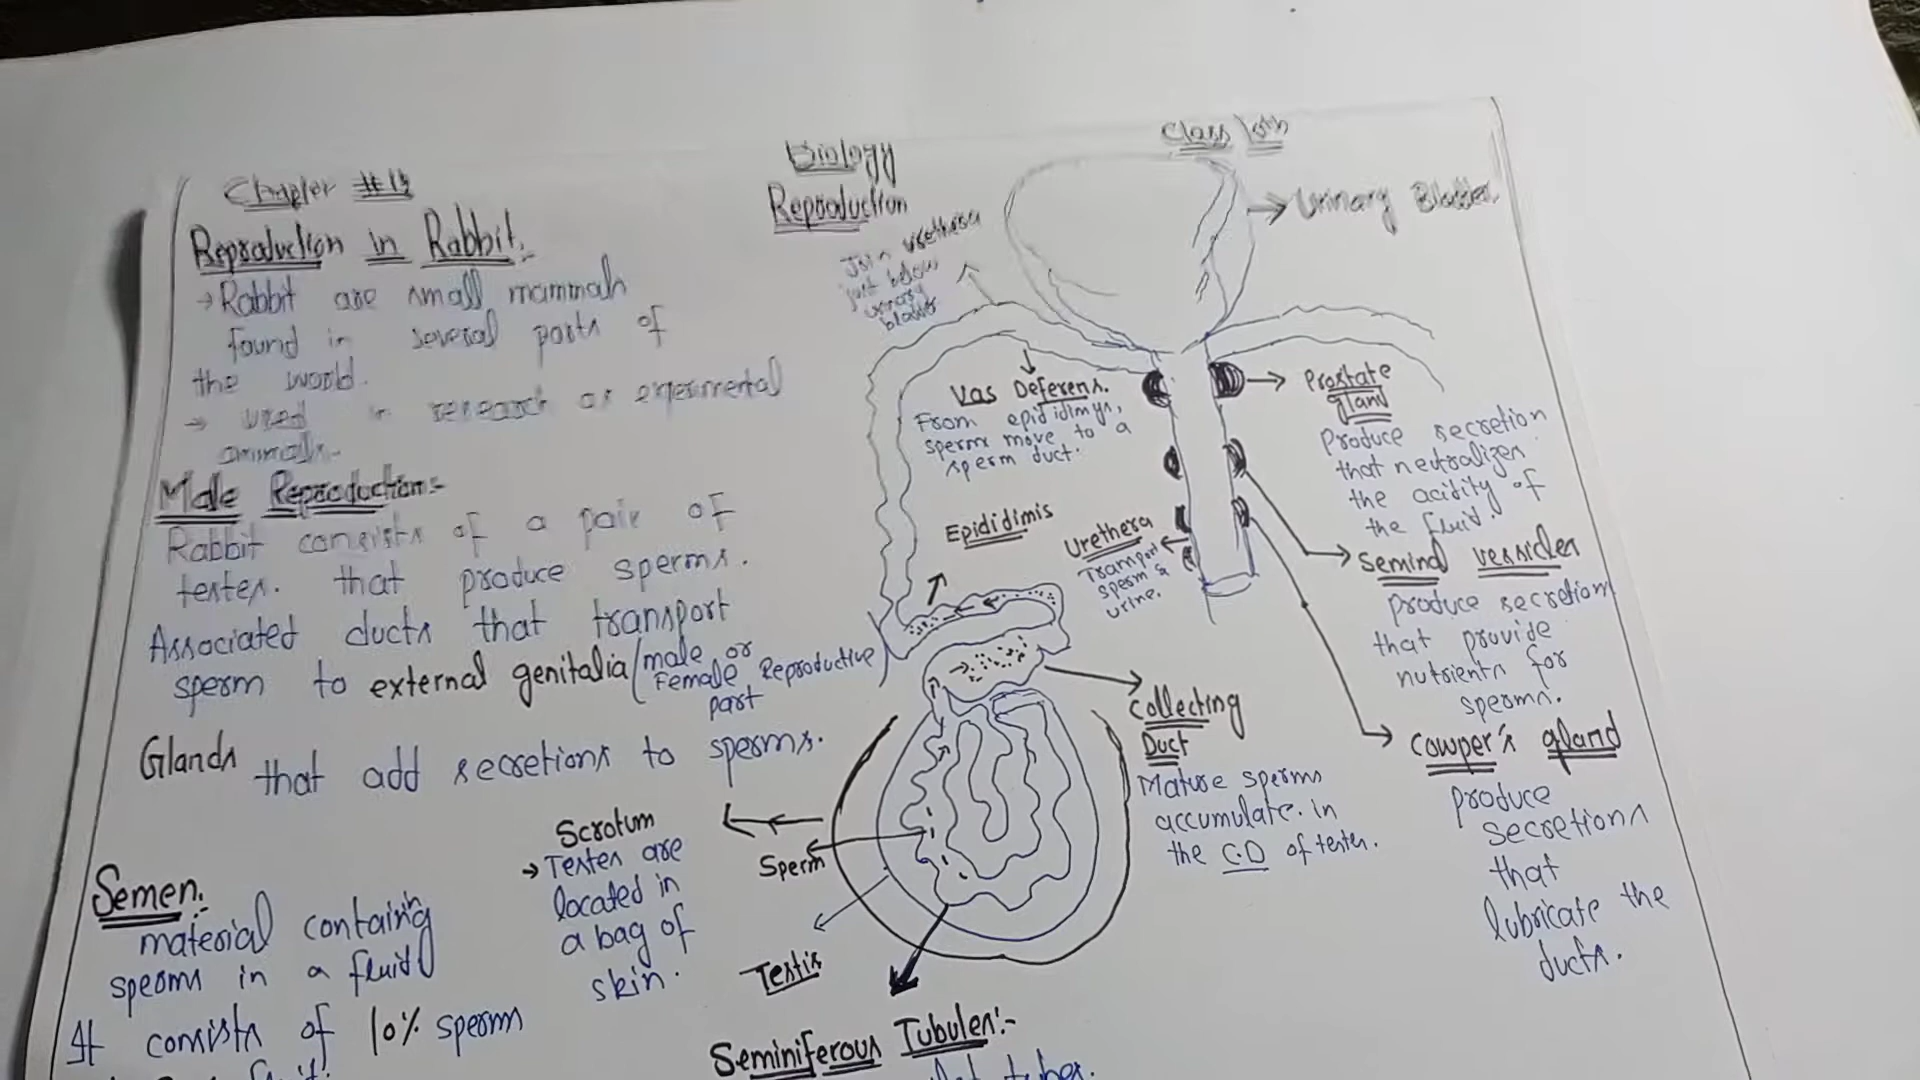 Biology
Class 10th
Chapter #14
Reproduction
Reproduction in Rabbit:-
→ Rabbit are small mammals
found in several parts of
the world.
→ used in research or experimental
animals.
Male Reproduction:-
Rabbit consists of a pair of
testes. that produce sperms.
Associated ducts that transport
sperm to external genitalia (male or
Female Reproductive
part)
Glands that add secretions to sperms.
Semen:-
material containg
sperms in a fluid
It consists of 10% sperm
Scrotum
→ Testes are
located in
a bag of
skin.
Join urethera
just below
urinary
bladder
Urinary Bladder
Vas Deferens.
From epididimys,
sperms move to a
sperm duct.
Epididimis
Urethera
Transport
sperm &
urine.
Prostate
gland
Produce secretion
that neutralizes
the acidity of
the fluid.
Seminal vessicles
produce secretion
that provide
nutrients for
sperms.
Cowper's gland
produce
secretions
that
lubricate the
ducts.
Collecting
Duct
Mature sperms
accumulate. in
the C.D of testes.
Sperm
Testis
Seminiferous Tubules:-
tubes.